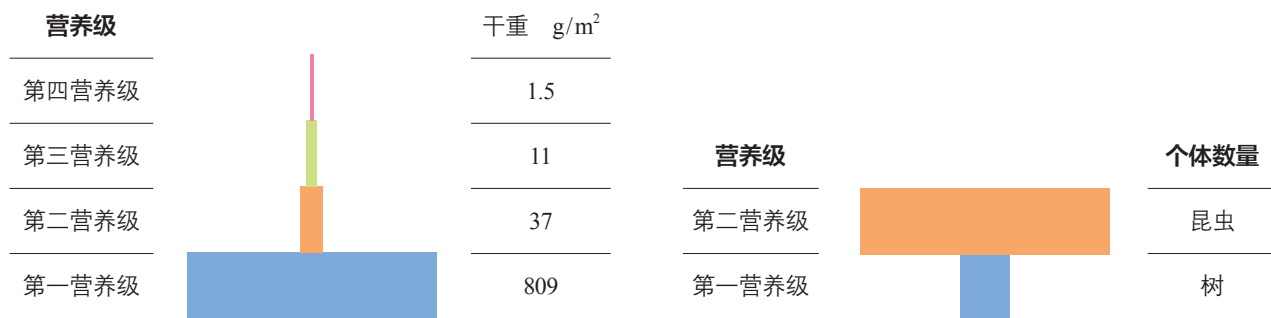 营养级 干重 g/m²
第四营养级 1.5
第三营养级 11
第二营养级 37
第一营养级 809
营养级 个体数量
第二营养级 昆虫
第一营养级 树